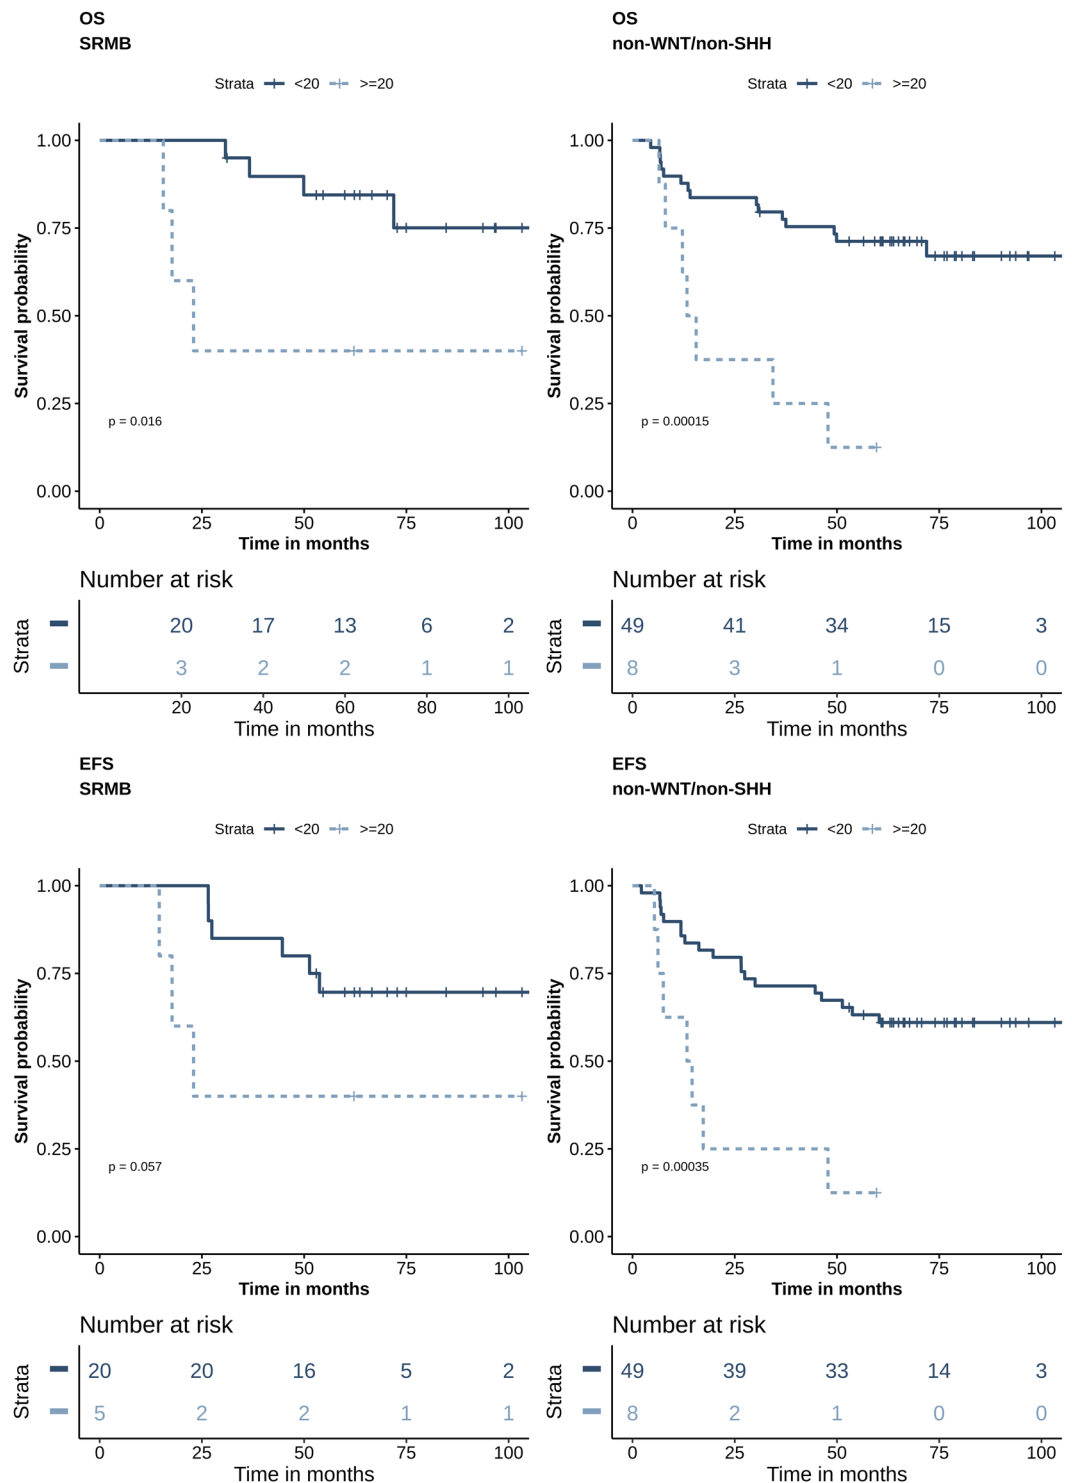 OS
SRMB
Strata <20 >=20
1.00
0.75
0.50
0.25
0.00
Survival probability
p = 0.016
0 25 50 75 100
Time in months
Number at risk
Strata
20 17 13 6 2
3 2 2 1 1
20 40 60 80 100
Time in months
OS
non-WNT/non-SHH
Strata <20 >=20
1.00
0.75
0.50
0.25
0.00
Survival probability
p = 0.00015
0 25 50 75 100
Time in months
Number at risk
Strata
49 41 34 15 3
8 3 1 0 0
0 25 50 75 100
Time in months
EFS
SRMB
Strata <20 >=20
1.00
0.75
0.50
0.25
0.00
Survival probability
p = 0.057
0 25 50 75 100
Time in months
Number at risk
Strata
20 20 16 5 2
5 2 2 1 1
0 25 50 75 100
Time in months
EFS
non-WNT/non-SHH
Strata <20 >=20
1.00
0.75
0.50
0.25
0.00
Survival probability
p = 0.00035
0 25 50 75 100
Time in months
Number at risk
Strata
49 39 33 14 3
8 2 1 0 0
0 25 50 75 100
Time in months